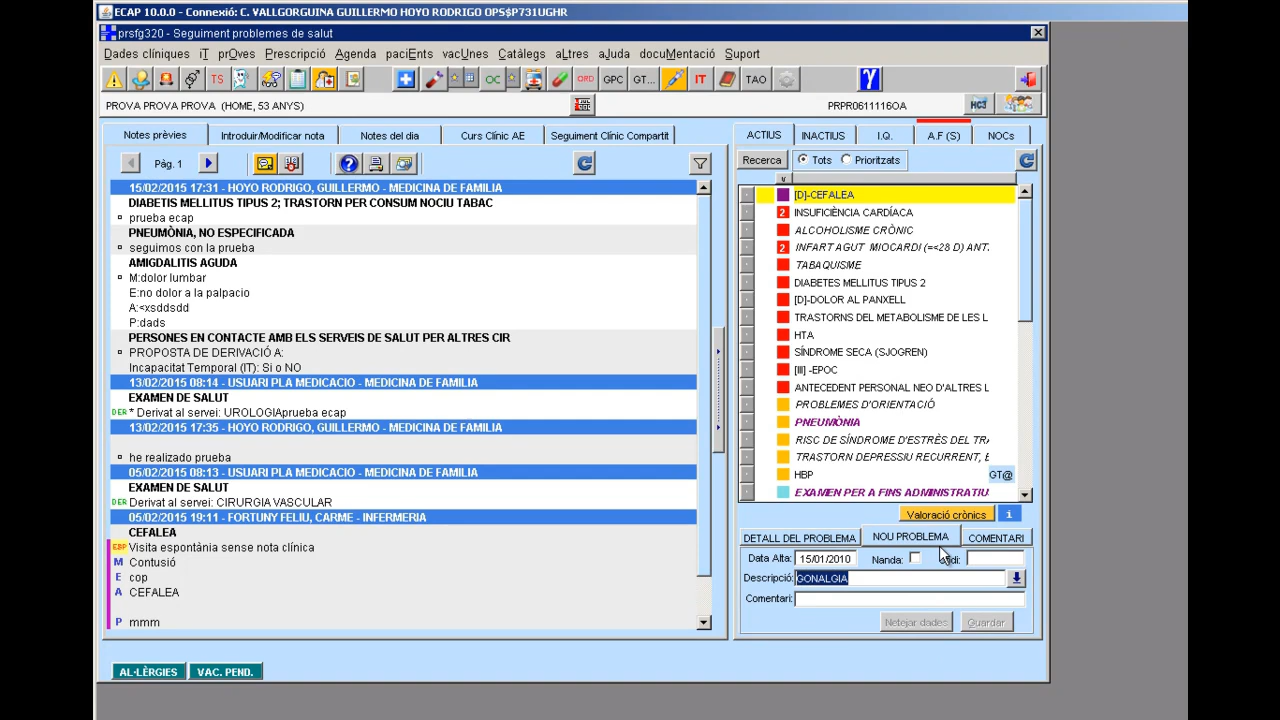 ECAP 10.0.0 - Connexió: C. VALLGORGUINA GUILLERMO HOYO RODRIGO OPS$P731UGHR
prsfg320 - Seguiment problemes de salut
Dades clíniques iT prOves Prescripció Agenda paciEnts vacUnes Catàlegs aLtres aJuda docuMentació Suport
TS OC ORD GPC GT... IT TAO γ
PROVA PROVA PROVA (HOME, 53 ANYS) PRPR0611116OA HC3
Notes prèvies Introduir/Modificar nota Notes del dia Curs Clínic AE Seguiment Clínic Compartit
Pàg. 1
15/02/2015 17:31 - HOYO RODRIGO, GUILLERMO - MEDICINA DE FAMILIA
DIABETIS MELLITUS TIPUS 2; TRASTORN PER CONSUM NOCIU TABAC
prueba ecap
PNEUMÒNIA, NO ESPECIFICADA
seguimos con la prueba
AMIGDALITIS AGUDA
M:dolor lumbar
E:no dolor a la palpacio
A:<xsddsdd
P:dads
PERSONES EN CONTACTE AMB ELS SERVEIS DE SALUT PER ALTRES CIR
PROPOSTA DE DERIVACIÓ A:
Incapacitat Temporal (IT): Si o NO
13/02/2015 08:14 - USUARI PLA MEDICACIO - MEDICINA DE FAMILIA
EXAMEN DE SALUT
DER * Derivat al servei: UROLOGIAprueba ecap
13/02/2015 17:35 - HOYO RODRIGO, GUILLERMO - MEDICINA DE FAMILIA
he realizado prueba
05/02/2015 08:13 - USUARI PLA MEDICACIO - MEDICINA DE FAMILIA
EXAMEN DE SALUT
DER Derivat al servei: CIRURGIA VASCULAR
05/02/2015 19:11 - FORTUNY FELIU, CARME - INFERMERIA
CEFALEA
ESP Visita espontània sense nota clínica
M Contusió
E cop
A CEFALEA
P mmm
ACTIUS INACTIUS I.Q. A.F (S) NOCs
Recerca Tots Prioritzats
[D]-CEFALEA
2 INSUFICIÈNCIA CARDÍACA
ALCOHOLISME CRÒNIC
2 INFART AGUT MIOCARDI (=<28 D) ANT.
TABAQUISME
DIABETES MELLITUS TIPUS 2
[D]-DOLOR AL PANXELL
TRASTORNS DEL METABOLISME DE LES L
HTA
SÍNDROME SECA (SJOGREN)
[III] -EPOC
ANTECEDENT PERSONAL NEO D'ALTRES L
PROBLEMES D'ORIENTACIÓ
PNEUMÒNIA
RISC DE SÍNDROME D'ESTRÈS DEL TR
TRASTORN DEPRESSIU RECURRENT, E
HBP GT@
EXAMEN PER A FINS ADMINISTRATIU
Valoració crònics i
DETALL DEL PROBLEMA NOU PROBLEMA COMENTARI
Data Alta: 15/01/2010 Nanda:
Descripció: GONALGIA
Comentari:
Netejar dades Guardar
AL·LÈRGIES VAC. PEND.